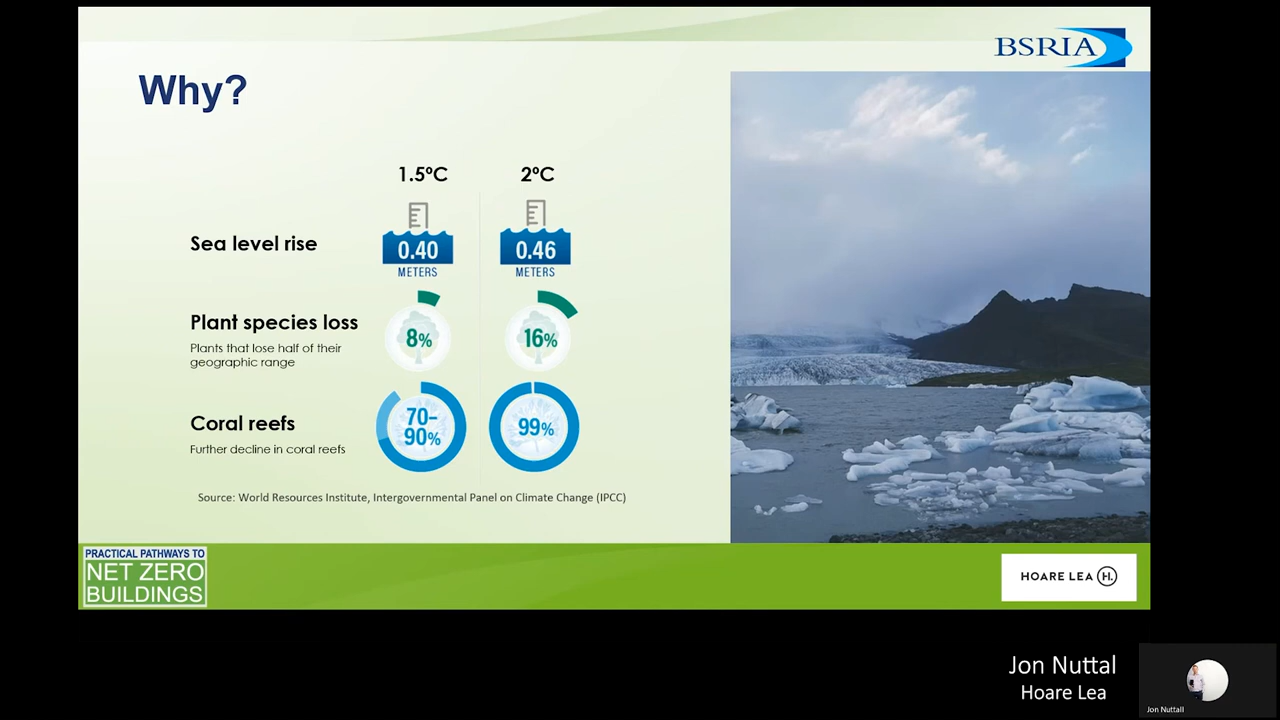 BSRIA
Why?
1.5ºC
2ºC
Sea level rise
0.40
METERS
0.46
METERS
Plant species loss
Plants that lose half of their
geographic range
8%
16%
Coral reefs
Further decline in coral reefs
70–
90%
99%
Source: World Resources Institute, Intergovernmental Panel on Climate Change (IPCC)
PRACTICAL PATHWAYS TO
NET ZERO
BUILDINGS
HOARE LEA H.
Jon Nuttal
Hoare Lea
Jon Nuttall